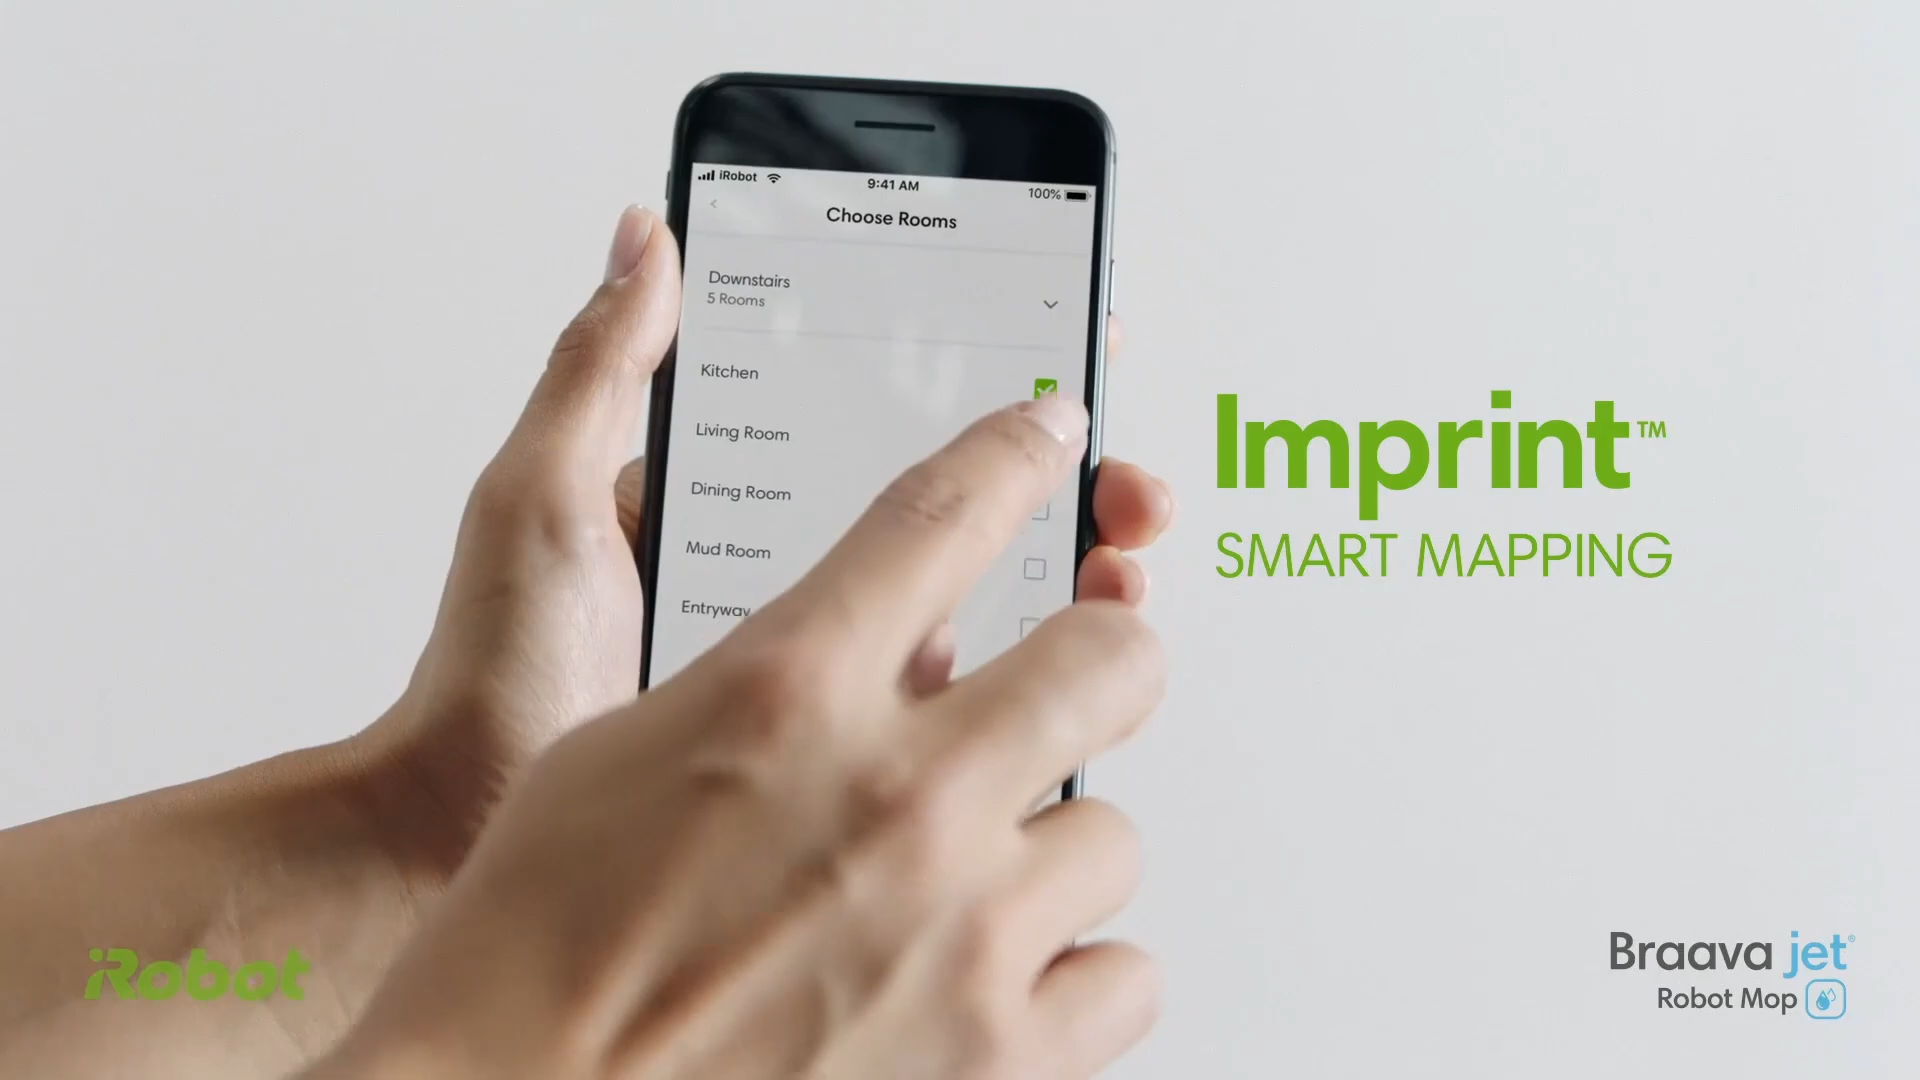 iRobot
9:41 AM
100%
Choose Rooms
Downstairs
5 Rooms
Kitchen
Living Room
Dining Room
Mud Room
Entryway
Imprint™
SMART MAPPING
iRobot
Braava jet®
Robot Mop